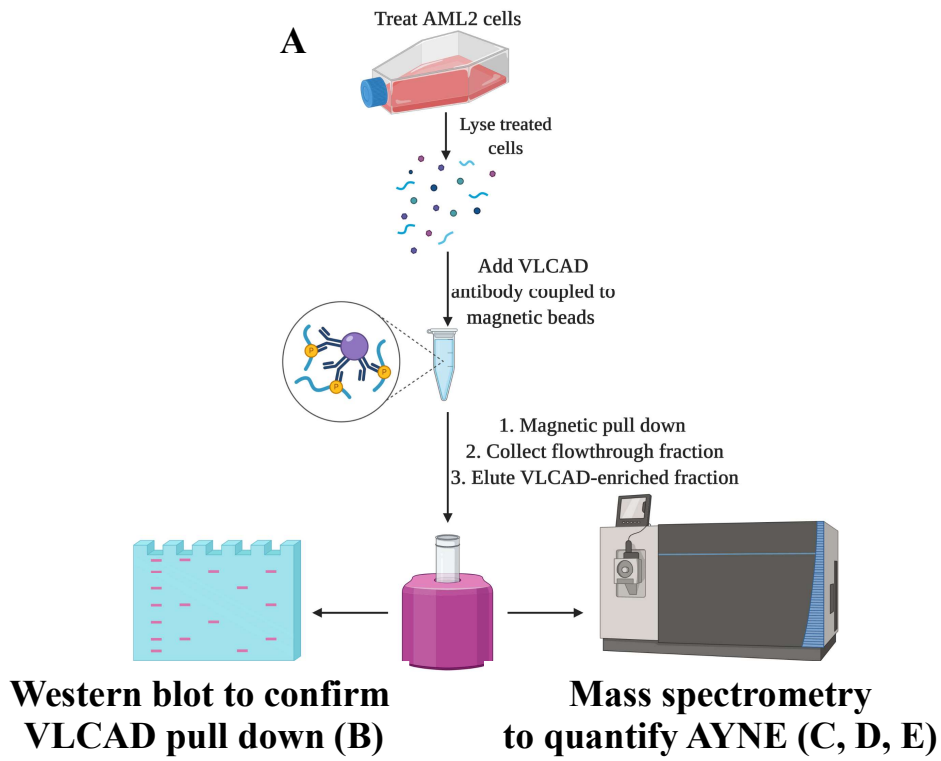 Treat AML2 cells
A
Lyse treated
cells
Add VLCAD
antibody coupled to
magnetic beads
P
P
P
1. Magnetic pull down
2. Collect flowthrough fraction
3. Elute VLCAD-enriched fraction
Western blot to confirm
VLCAD pull down (B)
Mass spectrometry
to quantify AYNE (C, D, E)